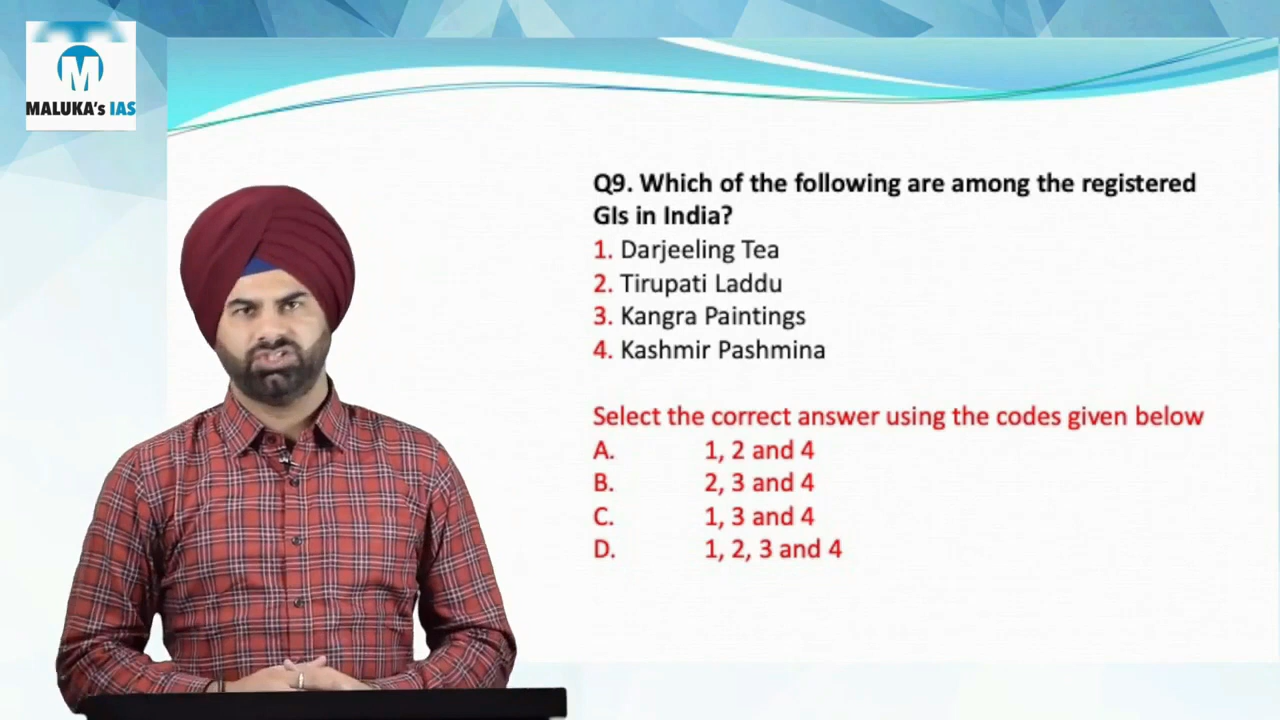 M
MALUKA's IAS
Q9. Which of the following are among the registered
GIs in India?
1. Darjeeling Tea
2. Tirupati Laddu
3. Kangra Paintings
4. Kashmir Pashmina
Select the correct answer using the codes given below
A. 1, 2 and 4
B. 2, 3 and 4
C. 1, 3 and 4
D. 1, 2, 3 and 4